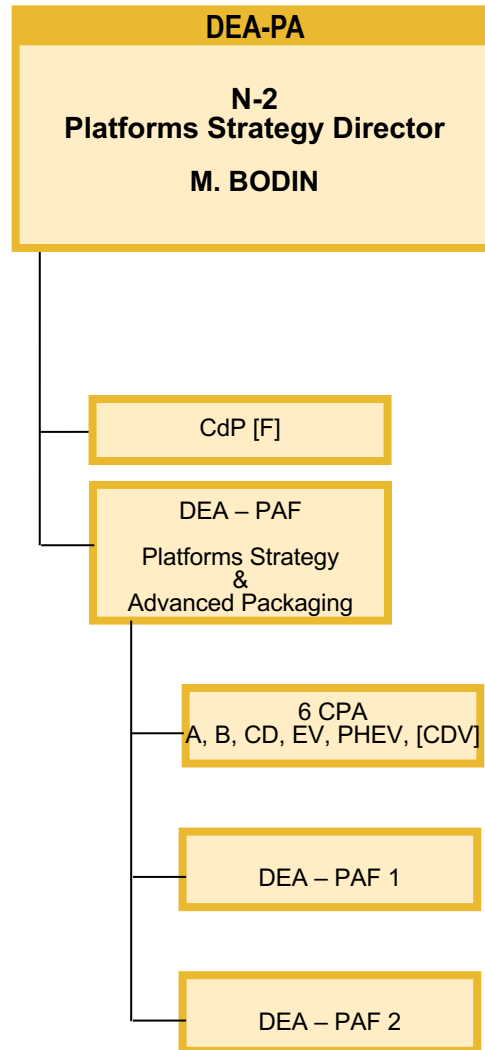 DEA-PA
N-2
Platforms Strategy Director
M. BODIN
CdP [F]
DEA – PAF
Platforms Strategy
&
Advanced Packaging
6 CPA
A, B, CD, EV, PHEV, [CDV]
DEA – PAF 1
DEA – PAF 2